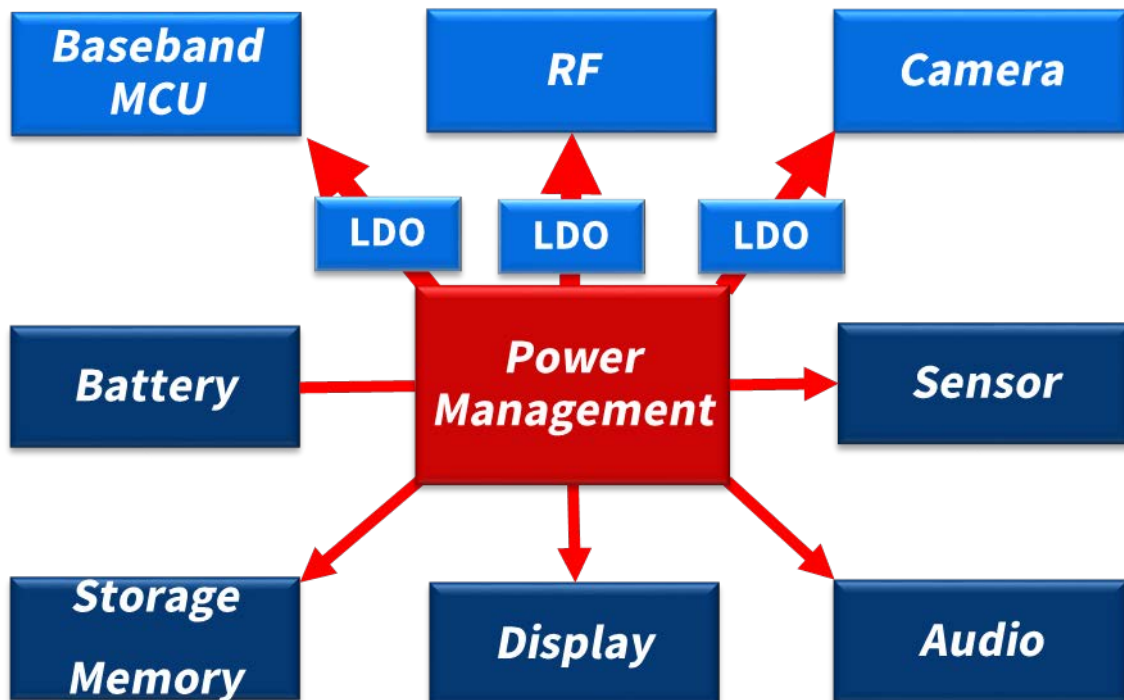 Baseband
MCU
RF
Camera
LDO
LDO
LDO
Battery
Power
Management
Sensor
Storage
Memory
Display
Audio